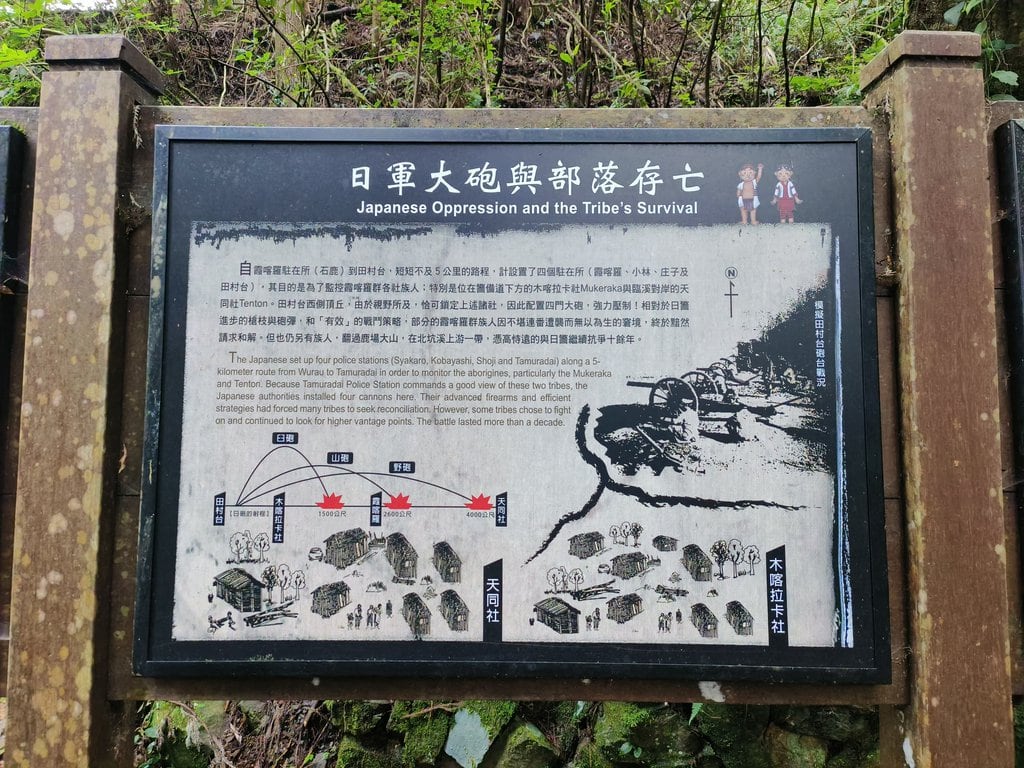 日軍大砲與部落存亡
Japanese Oppression and the Tribe's Survival
自霞喀羅駐在所（石鹿）到田村台，短短不及５公里的路程，計設置了四個駐在所（霞喀羅、小林、庄子及
田村台），其目的是為了監控霞喀羅群各社族人：特別是位在警備道下方的木喀拉卡社Mukeraka與臨溪對岸的天
同社Tenton。田村台西側頂丘，由於視野所及，恰可鎖定上述諸社，因此配置四門大砲，強力壓制！相對於日警
進步的槍枝與砲彈，和「有效」的戰鬥策略，部分的霞喀羅群族人因不堪連番遭襲而無以為生的窘境，終於黯然
請求和解。但也仍另有族人，翻過鹿場大山，在北坑溪上游一帶，憑高恃遠的與日警繼續抗爭十餘年。
The Japanese set up four police stations (Syakaro, Kobayashi, Shoji and Tamuradai) along a 5-
kilometer route from Wurau to Tamuradai in order to monitor the aborigines, particularly the Mukeraka
and Tenton. Because Tamuradai Police Station commands a good view of these two tribes, the
Japanese authorities installed four cannons here. Their advanced firearms and efficient
strategies had forced many tribes to seek reconciliation. However, some tribes chose to fight
on and continued to look for higher vantage points. The battle lasted more than a decade.
N
模擬田村台砲台戰況
臼砲
山砲
野砲
田村台
木喀拉卡社
1500公尺
霞喀羅
2600公尺
4000公尺
天同社
天同社
木喀拉卡社